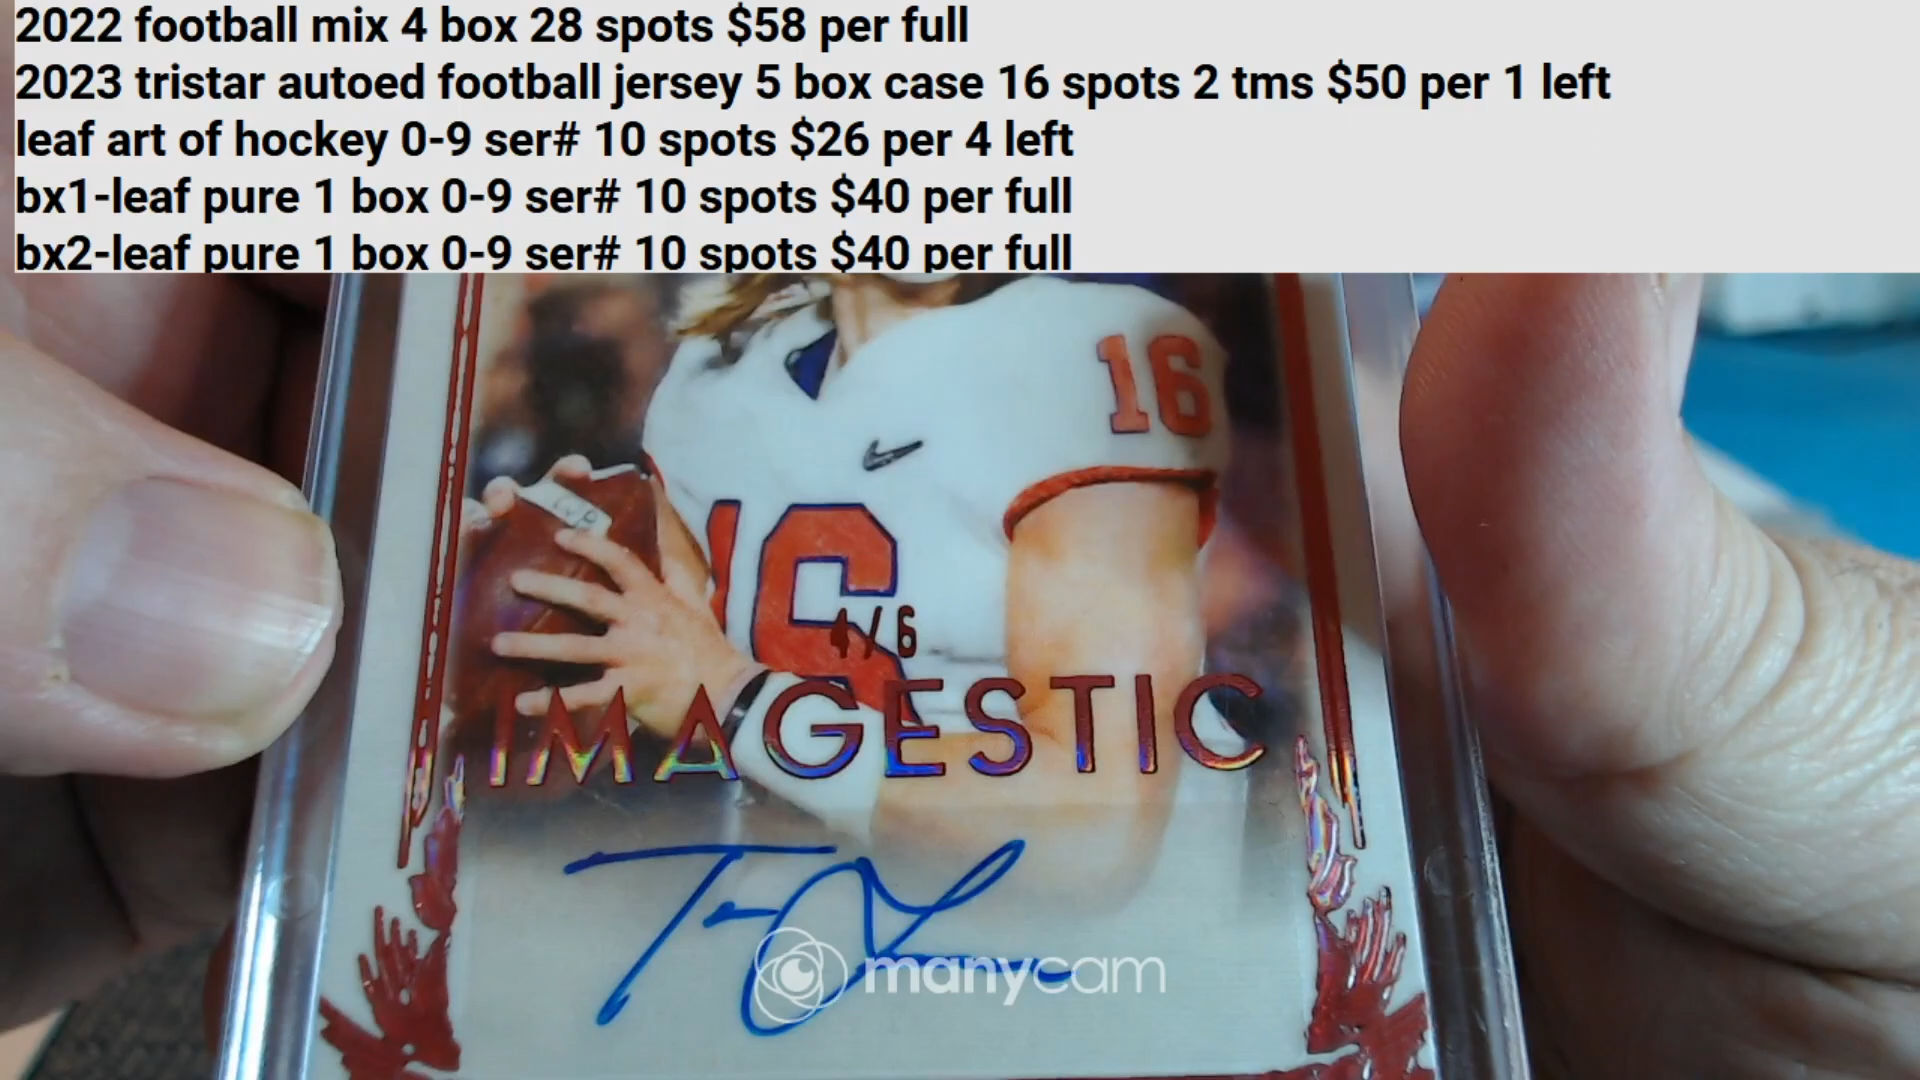 2022 football mix 4 box 28 spots $58 per full
2023 tristar autoed football jersey 5 box case 16 spots 2 tms $50 per 1 left
leaf art of hockey 0-9 ser# 10 spots $26 per 4 left
bx1-leaf pure 1 box 0-9 ser# 10 spots $40 per full
bx2-leaf pure 1 box 0-9 ser# 10 spots $40 per full
16
16
/6
IMAGESTIC
manycam